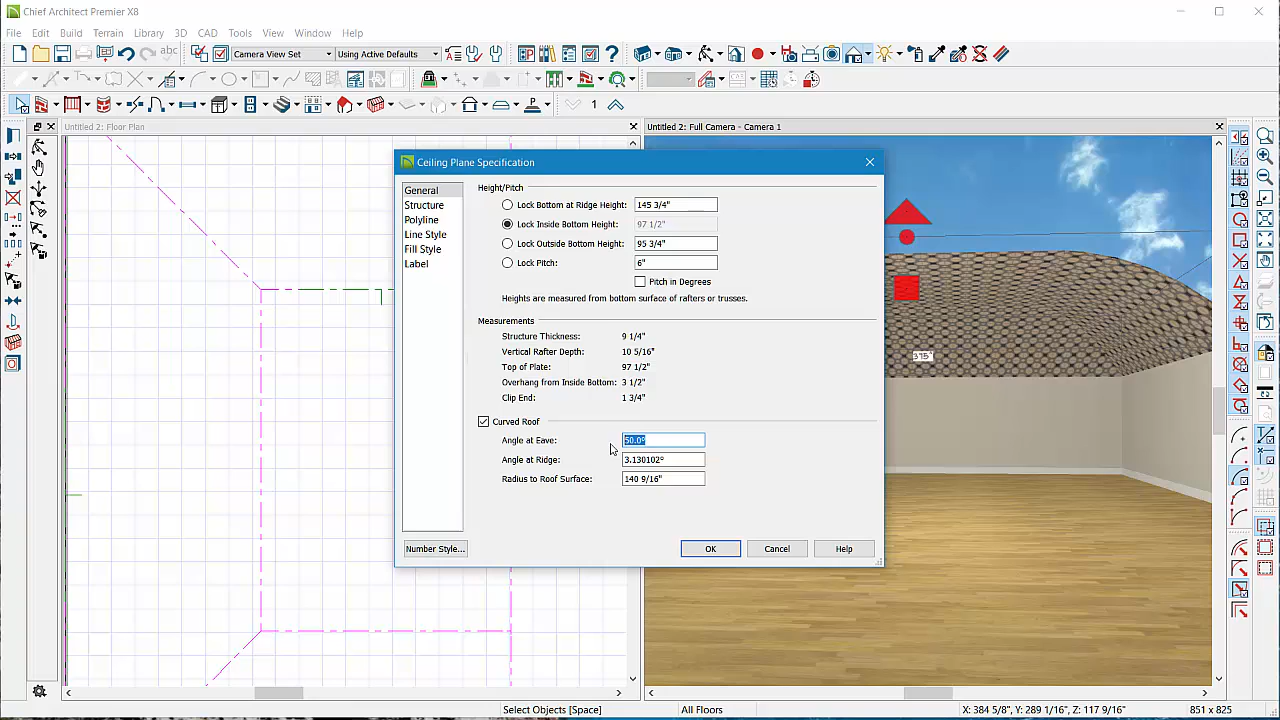 Chief Architect Premier X8
File Edit Build Terrain Library 3D CAD Tools Window Help
Camera View Set Using Active Defaults
abc
1
Untitled 2: Floor Plan
Untitled 2: Full Camera - Camera 1
Ceiling Plane Specification
General
Structure
Polyline
Line Style
Fill Style
Label
Height/Pitch
Lock Bottom at Ridge Height: 145 3/4"
Lock Inside Bottom Height: 97 1/2"
Lock Outside Bottom Height: 95 3/4"
Lock Pitch: 6"
Pitch in Degrees
Heights are measured from bottom surface of rafters or trusses.
Measurements
Structure Thickness: 9 1/4"
Vertical Rafter Depth: 10 5/16"
Top of Plate: 97 1/2"
Overhang from Inside Bottom: 3 1/2"
Clip End: 1 3/4"
Curved Roof
Angle at Eave: 50.0°
Angle at Ridge: 3.130102°
Radius to Roof Surface: 140 9/16"
Number Style...
OK Cancel Help
Select Objects [Space] All Floors X: 384 5/8", Y: 289 1/16", Z: 117 9/16" 851 x 825